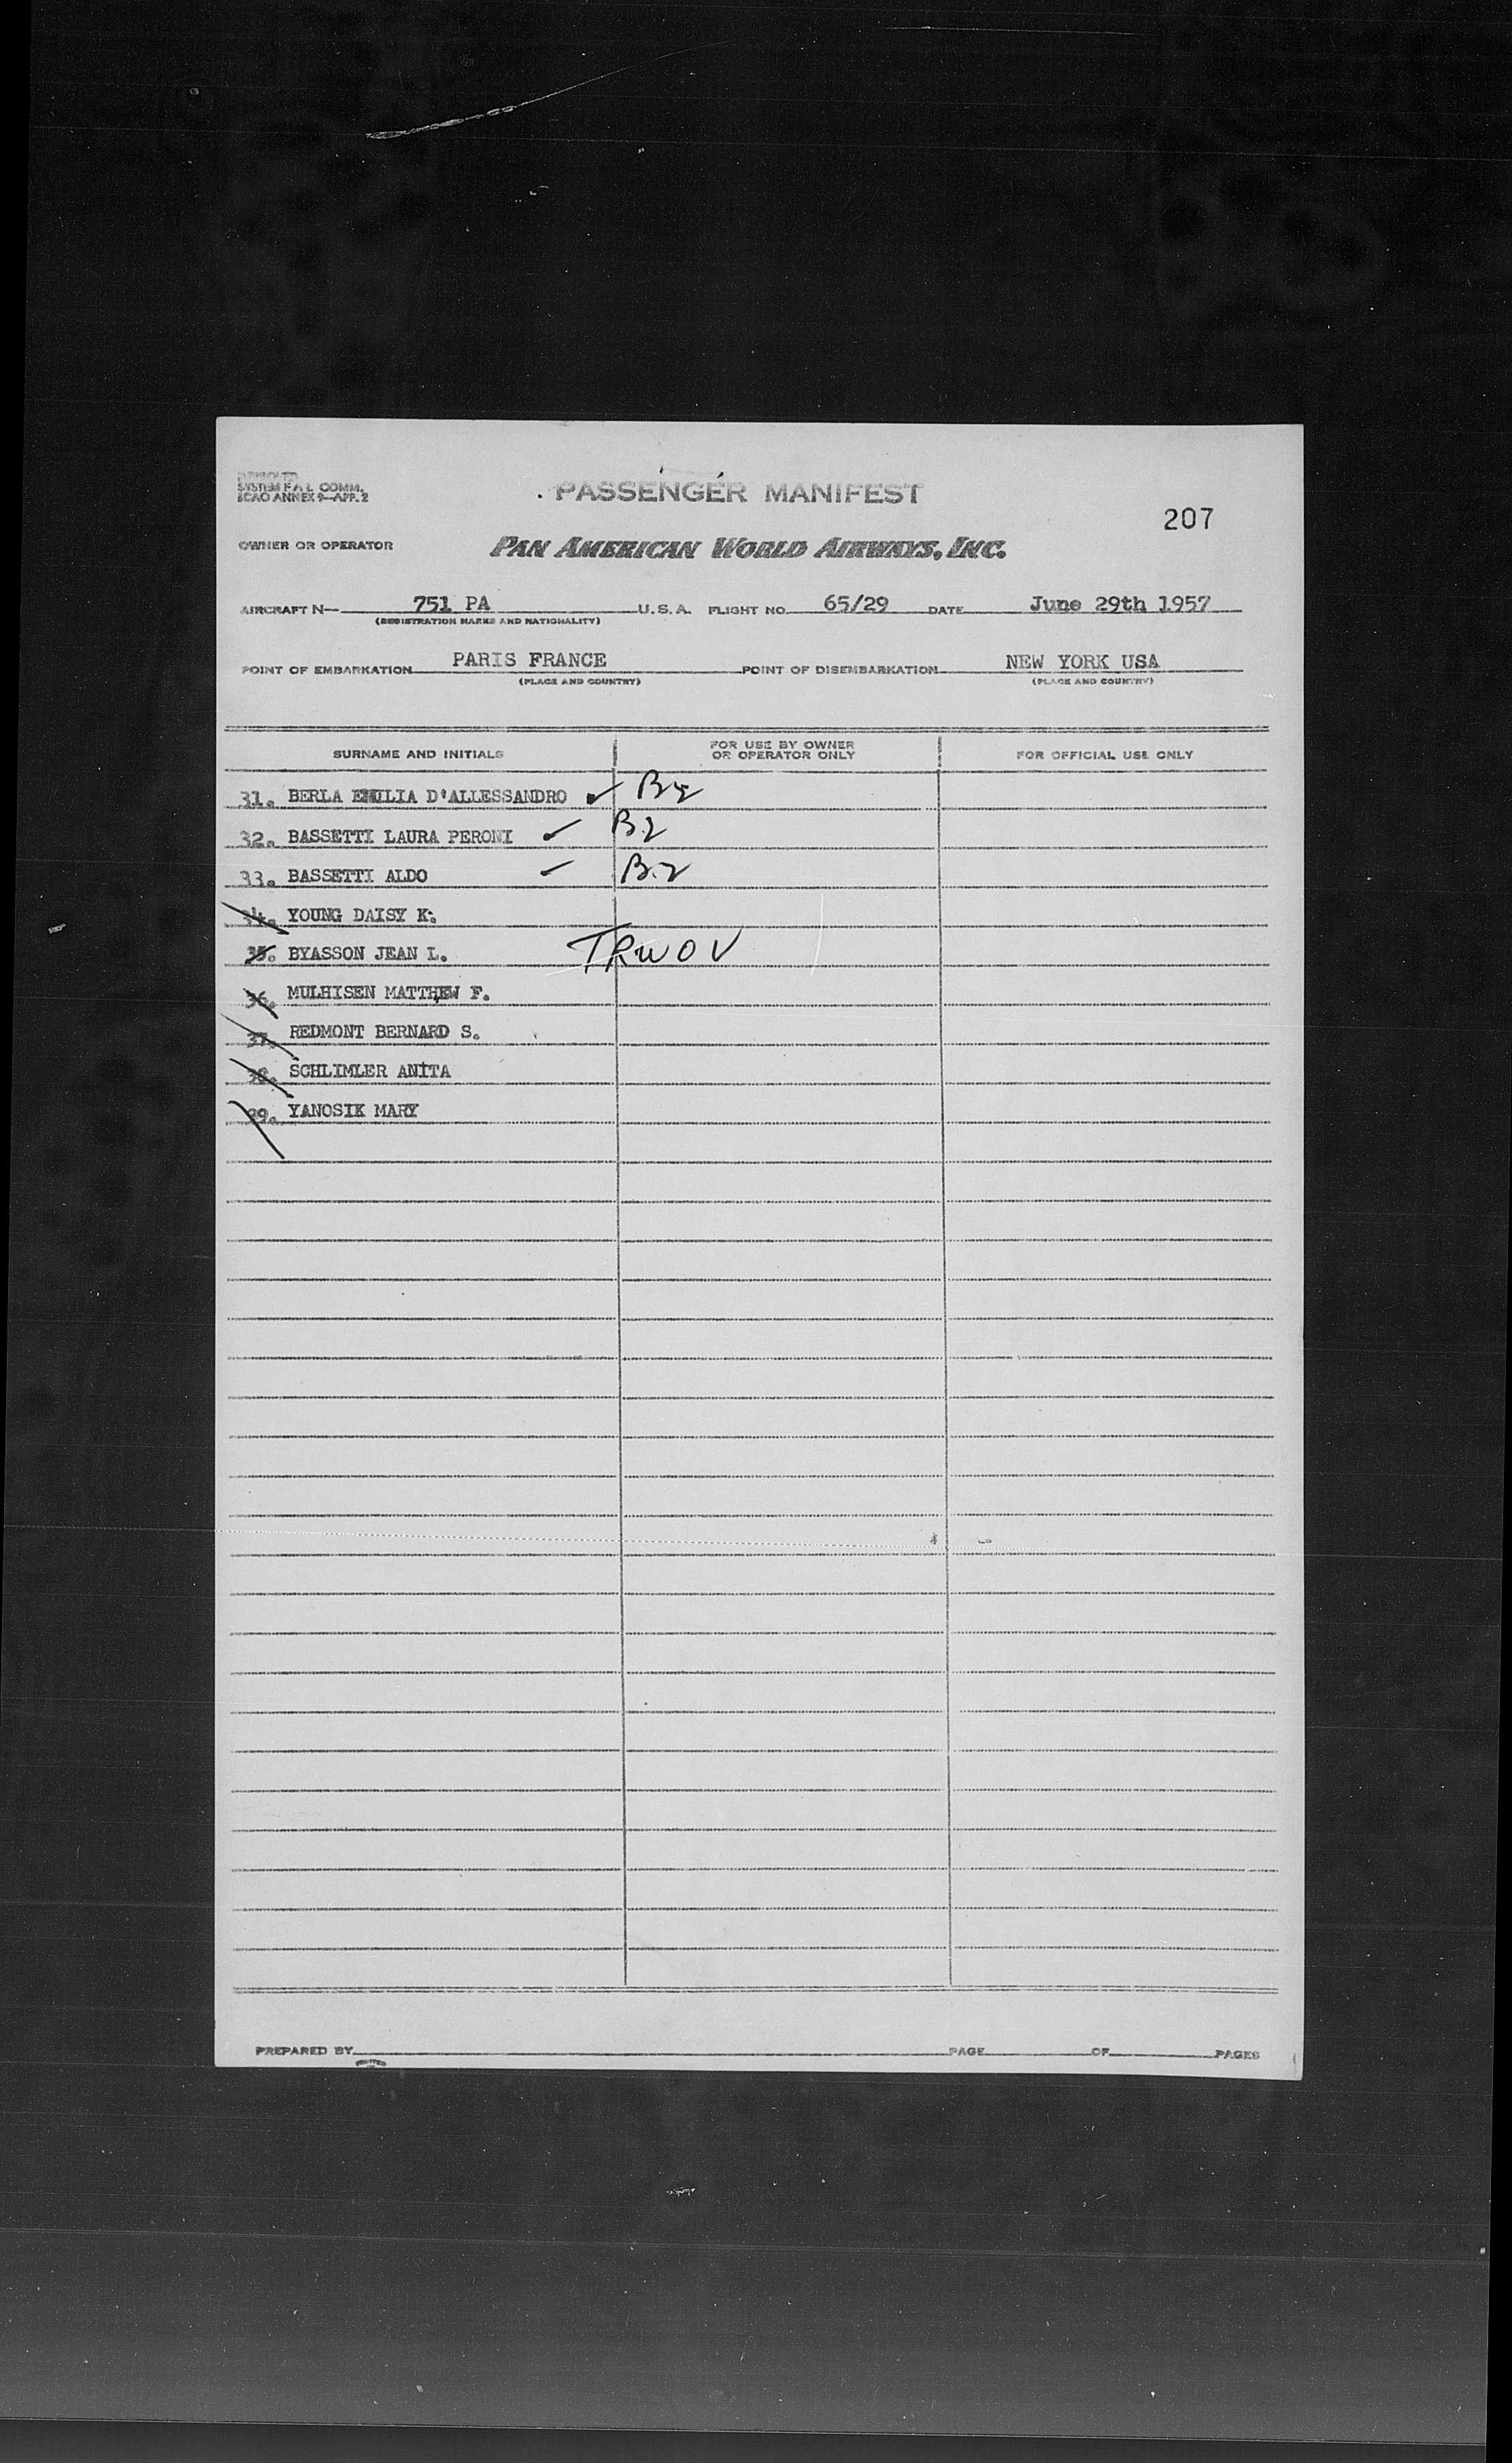 SYSTEM F.A.L. COMM.
ICAO ANNEX 9—APP. 2
PASSENGER MANIFEST
207
OWNER OR OPERATOR PAN AMERICAN WORLD AIRWAYS, INC.
AIRCRAFT N— 751 PA U.S.A. FLIGHT NO. 65/29 DATE June 29th 1957
(REGISTRATION MARKS AND NATIONALITY)
POINT OF EMBARKATION PARIS FRANCE POINT OF DISEMBARKATION NEW YORK USA
(PLACE AND COUNTRY) (PLACE AND COUNTRY)
SURNAME AND INITIALS FOR USE BY OWNER OR OPERATOR ONLY FOR OFFICIAL USE ONLY
31. BERLA EMILIA D'ALLESSANDRO ✓ B2
32. BASSETTI LAURA PERONI ✓ B2
33. BASSETTI ALDO ✓ B2
34. YOUNG DAISY K.
35. BYASSON JEAN L. TRWOV
36. MULHISEN MATTHEW F.
37. REDMONT BERNARD S.
38. SCHLIMLER ANITA
39. YANOSIK MARY
PREPARED BY PAGE OF PAGES